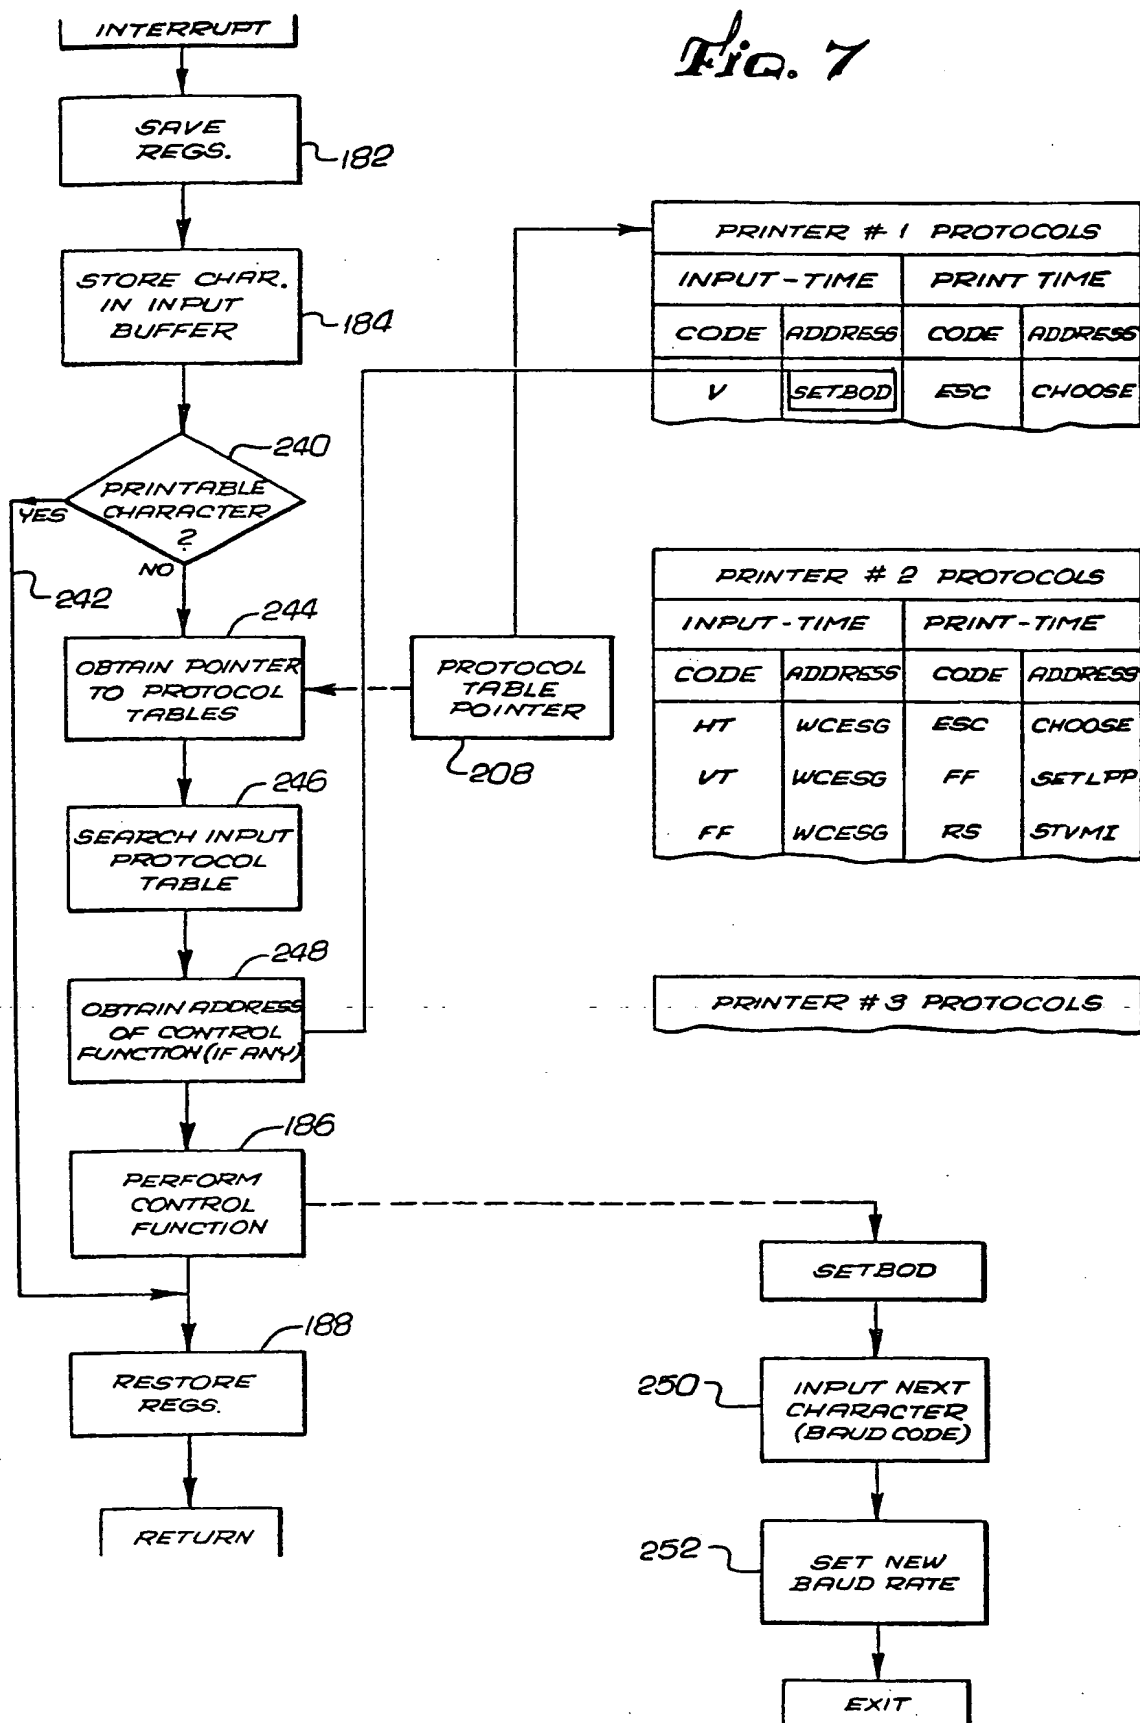 Fig. 7
INTERRUPT
SAVE
REGS.
182
STORE CHAR.
IN INPUT
BUFFER
184
240
PRINTABLE
CHARACTER
?
YES
NO
242
244
OBTAIN POINTER
TO PROTOCOL
TABLES
PROTOCOL
TABLE
POINTER
208
246
SEARCH INPUT
PROTOCOL
TABLE
248
OBTAIN ADDRESS
OF CONTROL
FUNCTION (IF ANY)
186
PERFORM
CONTROL
FUNCTION
188
RESTORE
REGS.
RETURN
PRINTER # 1 PROTOCOLS
INPUT-TIME PRINT TIME
CODE ADDRESS CODE ADDRESS
V SETBOD ESC CHOOSE
PRINTER # 2 PROTOCOLS
INPUT-TIME PRINT-TIME
CODE ADDRESS CODE ADDRESS
HT WCESG ESC CHOOSE
VT WCESG FF SETLPP
FF WCESG RS STVMI
PRINTER #3 PROTOCOLS
SETBOD
250
INPUT NEXT
CHARACTER
(BAUD CODE)
252
SET NEW
BAUD RATE
EXIT